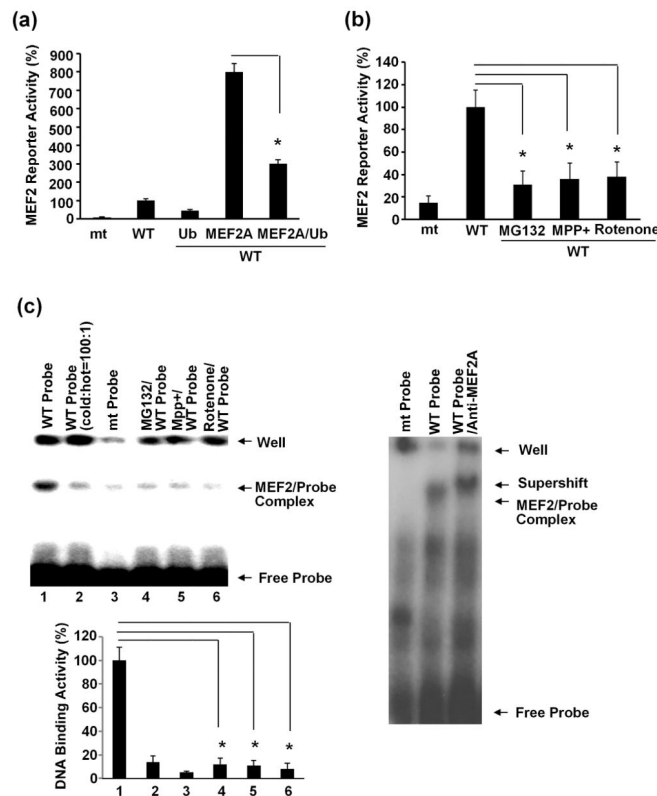 (a)
MEF2 Reporter Activity (%)
900
800
700
600
500
400
300
200
100
0
*
mt WT Ub MEF2A MEF2A/Ub
WT
(b)
MEF2 Reporter Activity (%)
140
120
100
80
60
40
20
0
* * *
mt WT MG132 MPP+ Rotenone
WT
(c)
WT Probe
WT Probe
(cold:hot=100:1)
mt Probe
MG132/
WT Probe
Mpp+/
WT Probe
Rotenone/
WT Probe
Well
MEF2/Probe
Complex
Free Probe
1 2 3 4 5 6
DNA Binding Activity (%)
120
100
80
60
40
20
0
* * *
1 2 3 4 5 6
mt Probe
WT Probe
WT Probe
/Anti-MEF2A
Well
Supershift
MEF2/Probe
Complex
Free Probe